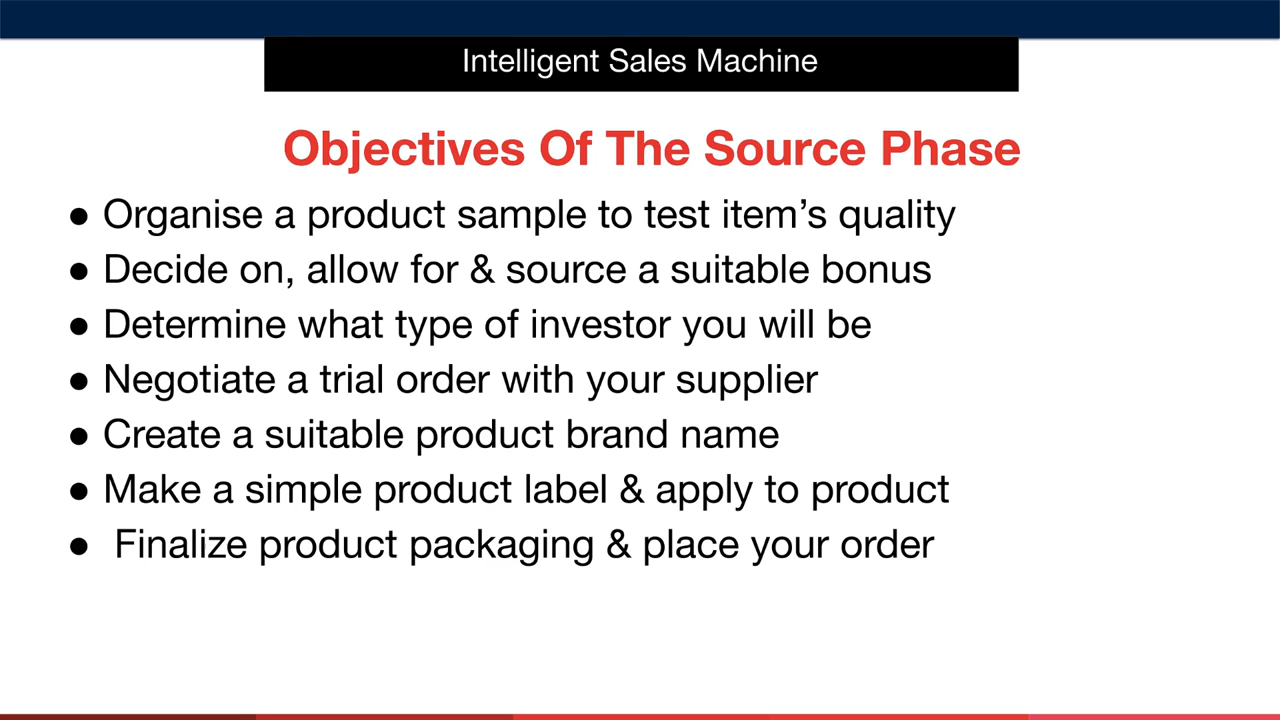 Intelligent Sales Machine
Objectives Of The Source Phase
● Organise a product sample to test item’s quality
● Decide on, allow for & source a suitable bonus
● Determine what type of investor you will be
● Negotiate a trial order with your supplier
● Create a suitable product brand name
● Make a simple product label & apply to product
● Finalize product packaging & place your order